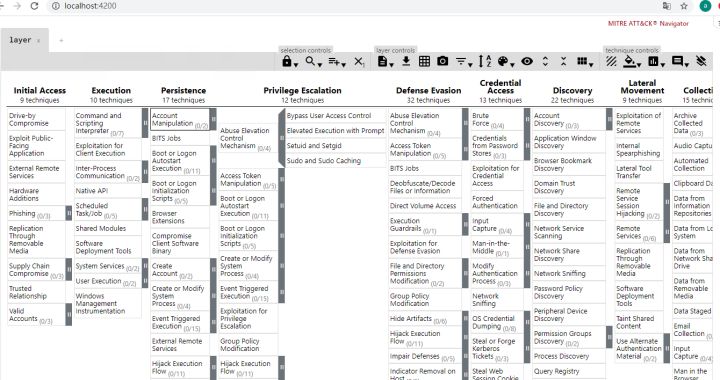 localhost:4200
a
MITRE ATT&CK® Navigator
layer x +
selection controls
layer controls
technique controls
Initial Access
9 techniques
Drive-by
Compromise
Exploit Public-
Facing
Application
External Remote
Services
Hardware
Additions
Phishing (0/3)
Replication
Through
Removable
Media
Supply Chain
Compromise (0/3)
Trusted
Relationship
Valid
Accounts (0/3)
Execution
10 techniques
Command and
Scripting
Interpreter (0/7)
Exploitation for
Client Execution
Inter-Process
Communication (0/2)
Native API
Scheduled
Task/Job (0/5)
Shared Modules
Software
Deployment Tools
System Services (0/2)
User Execution (0/2)
Windows
Management
Instrumentation
Persistence
17 techniques
Account
Manipulation (0/2)
BITS Jobs
Boot or Logon
Autostart
Execution (0/11)
Boot or Logon
Initialization
Scripts (0/5)
Browser
Extensions
Compromise
Client Software
Binary
Create
Account (0/2)
Create or Modify
System
Process (0/4)
Event Triggered
Execution (0/15)
External Remote
Services
Hijack Execution
Flow (0/11)
Privilege Escalation
12 techniques
Abuse Elevation
Control
Mechanism (0/4)
Bypass User Access Control
Elevated Execution with Prompt
Setuid and Setgid
Sudo and Sudo Caching
Access Token
Manipulation (0/5)
Boot or Logon
Autostart
Execution (0/11)
Boot or Logon
Initialization
Scripts (0/5)
Create or Modify
System
Process (0/4)
Event Triggered
Execution (0/15)
Exploitation for
Privilege
Escalation
Group Policy
Modification
Hijack Execution
Flow (0/11)
Defense Evasion
32 techniques
Abuse Elevation
Control
Mechanism (0/4)
Access Token
Manipulation (0/5)
BITS Jobs
Deobfuscate/Decode
Files or Information
Direct Volume Access
Execution
Guardrails (0/1)
Exploitation for
Defense Evasion
File and Directory
Permissions
Modification (0/2)
Group Policy
Modification
Hide Artifacts (0/6)
Hijack Execution
Flow (0/11)
Impair Defenses (0/5)
Indicator Removal on
Credential
Access
13 techniques
Brute
Force (0/4)
Credentials
from Password
Stores (0/3)
Exploitation for
Credential
Access
Forced
Authentication
Input
Capture (0/4)
Man-in-the-
Middle (0/1)
Modify
Authentication
Process (0/3)
Network
Sniffing
OS Credential
Dumping (0/8)
Steal or Forge
Kerberos
Tickets (0/3)
Steal Web
Session Cookie
Discovery
22 techniques
Account
Discovery (0/3)
Application Window
Discovery
Browser Bookmark
Discovery
Domain Trust
Discovery
File and Directory
Discovery
Network Service
Scanning
Network Share
Discovery
Network Sniffing
Password Policy
Discovery
Peripheral Device
Discovery
Permission Groups
Discovery (0/2)
Process Discovery
Query Registry
Lateral
Movement
9 techniques
Exploitation of
Remote
Services
Internal
Spearphishing
Lateral Tool
Transfer
Remote
Service
Session
Hijacking (0/2)
Remote
Services (0/6)
Replication
Through
Removable
Media
Software
Deployment
Tools
Taint Shared
Content
Use Alternate
Authentication
Material (0/2)
Collecti
15 techni
Archive
Collected
Data (0/3)
Audio Captu
Automated
Collection
Clipboard Da
Data from
Information
Repositories
Data from Lo
System
Data from
Network Sha
Drive
Data from
Removable
Media
Data Staged
Email
Collection
Input
Capture (0/4)
Man in the
Browser